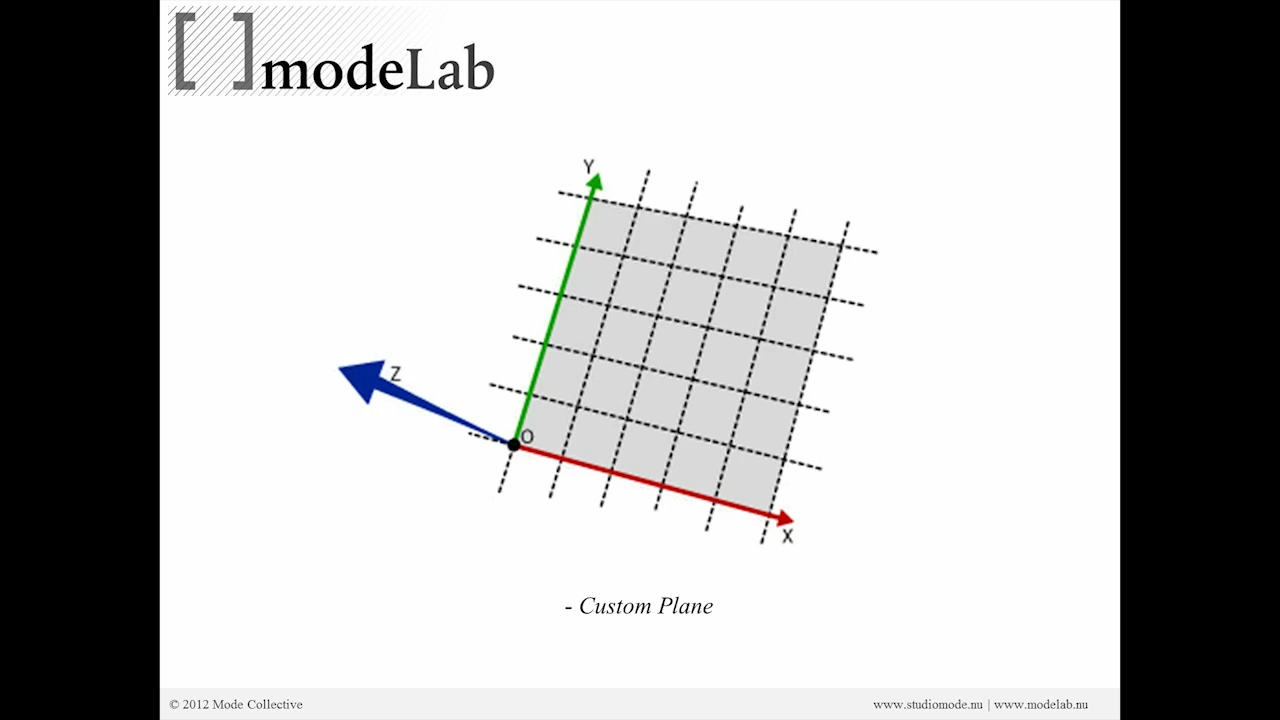 [ ] modeLab
Y
Z
O
X
- Custom Plane
© 2012 Mode Collective
www.studiomode.nu | www.modelab.nu